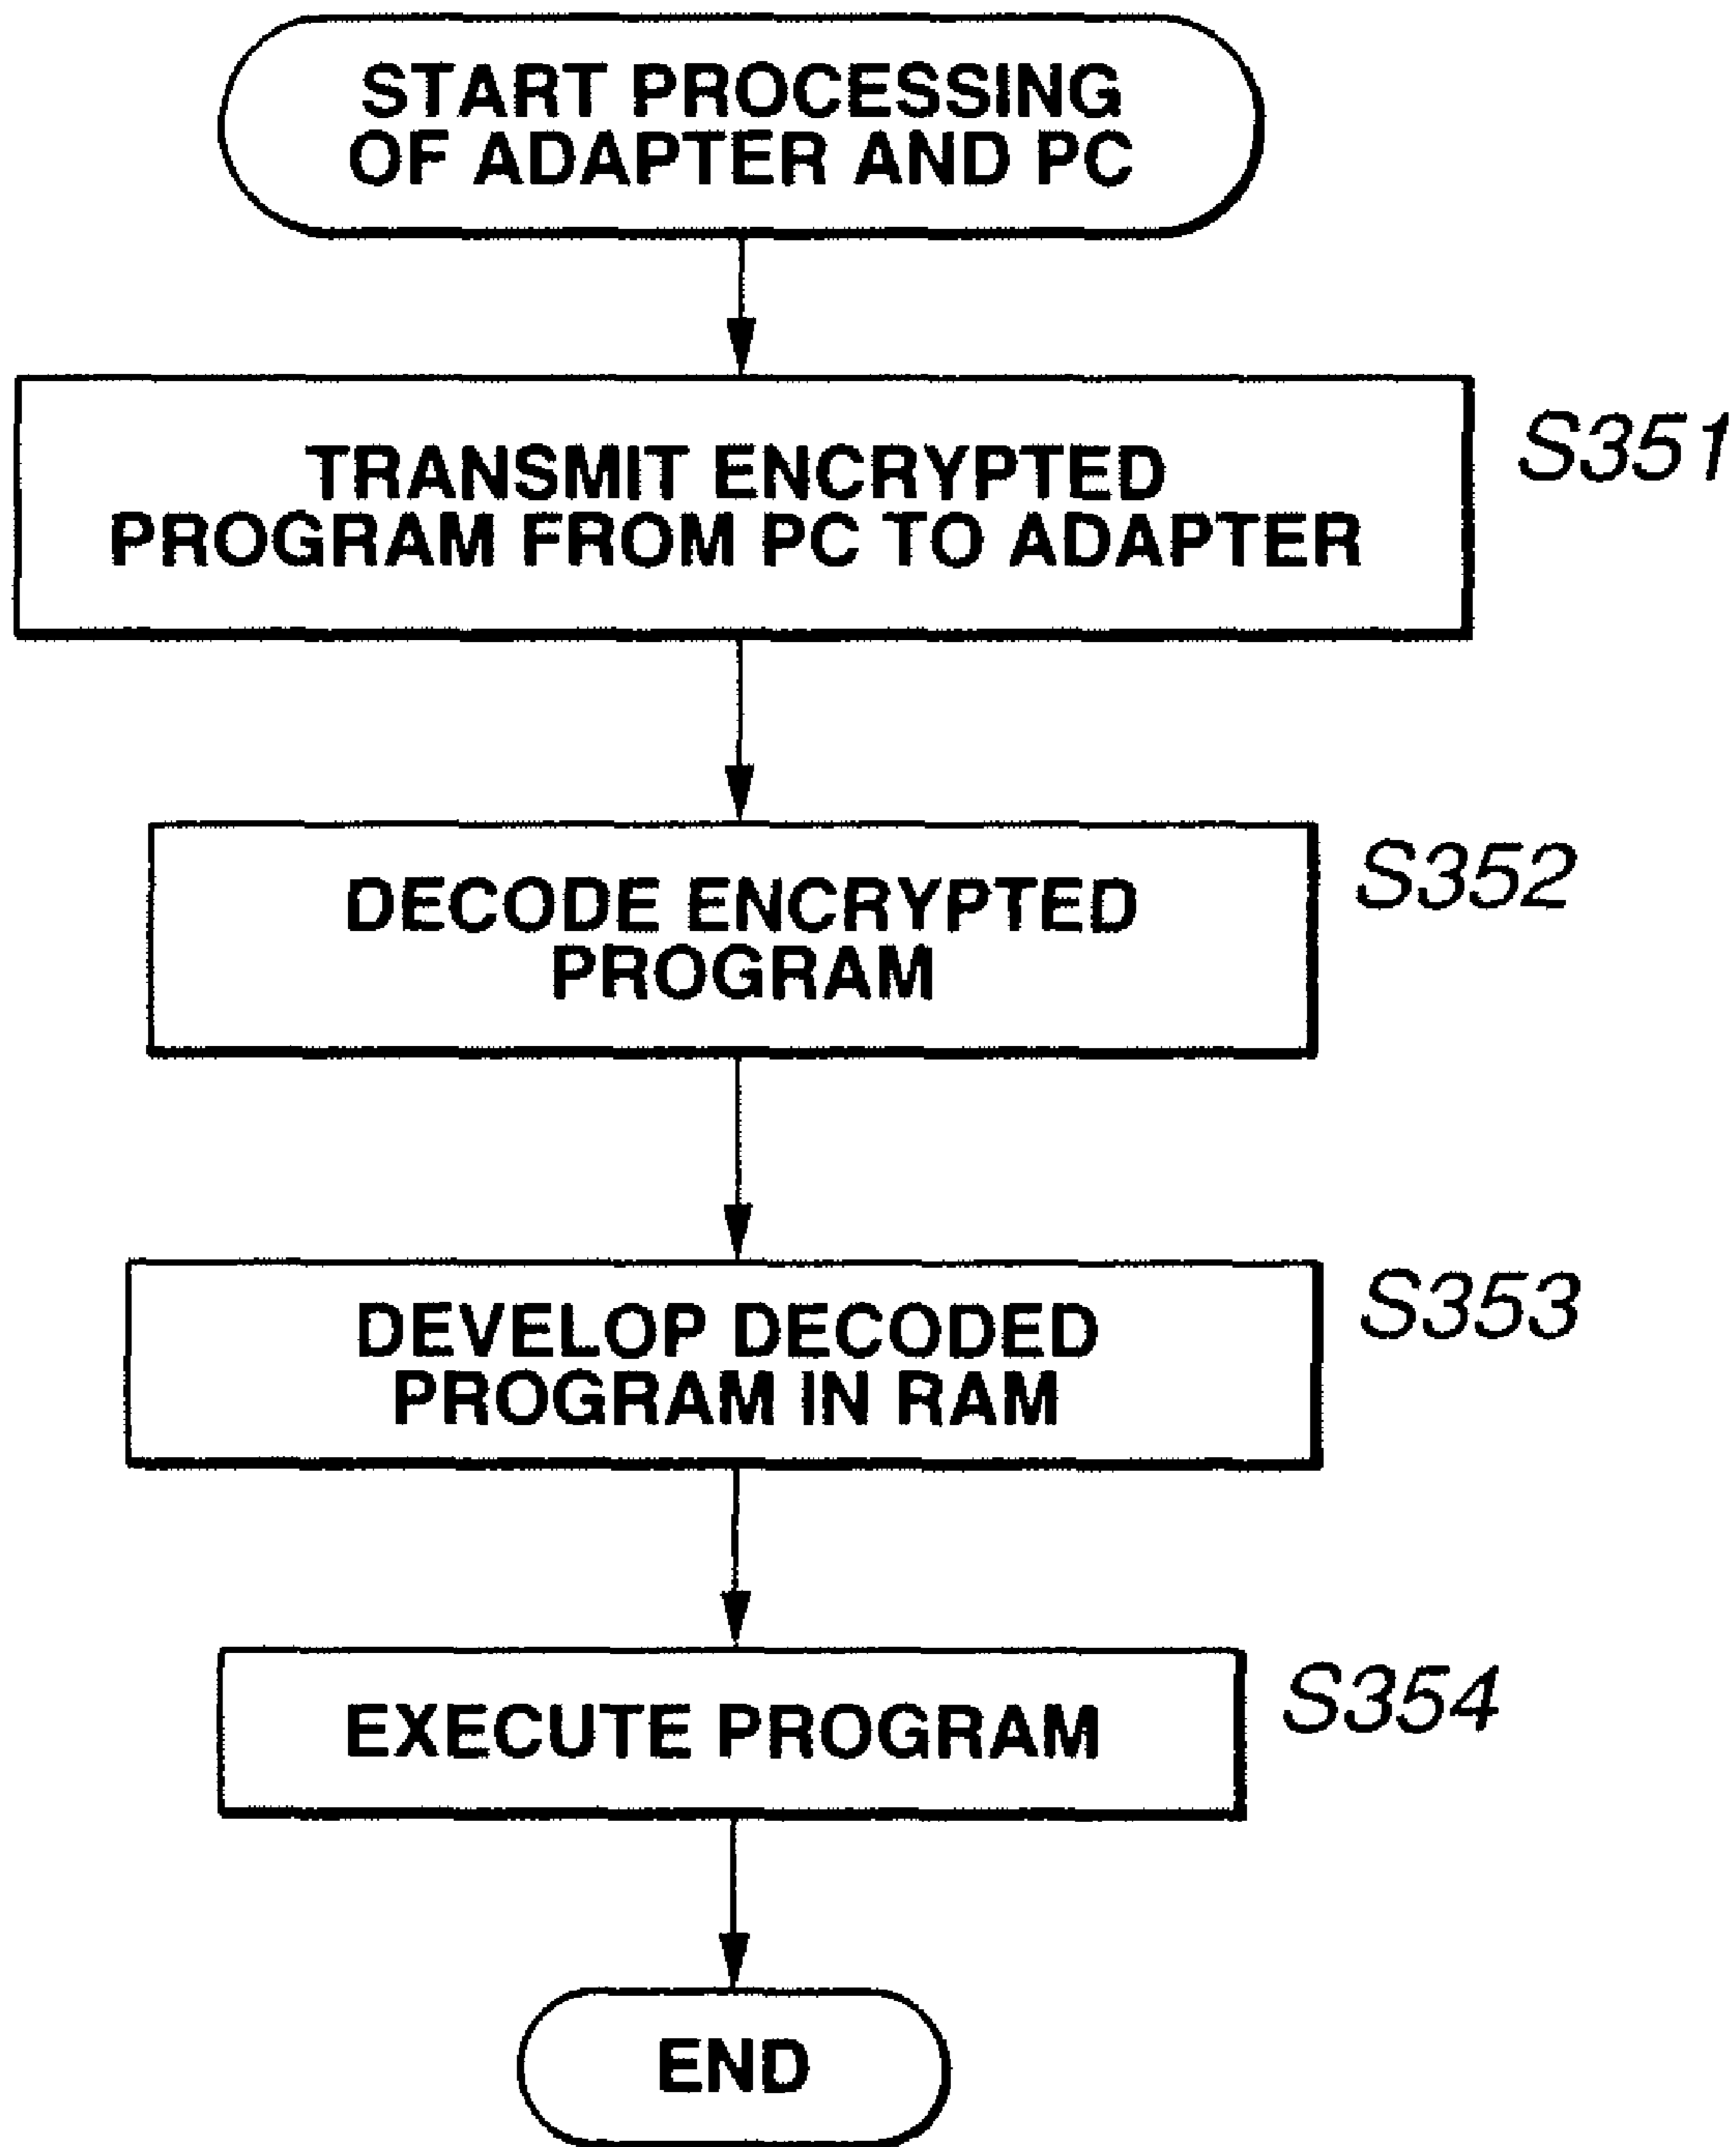 START PROCESSING
OF ADAPTER AND PC
TRANSMIT ENCRYPTED
PROGRAM FROM PC TO ADAPTER
S351
DECODE ENCRYPTED
PROGRAM
S352
DEVELOP DECODED
PROGRAM IN RAM
S353
EXECUTE PROGRAM
S354
END